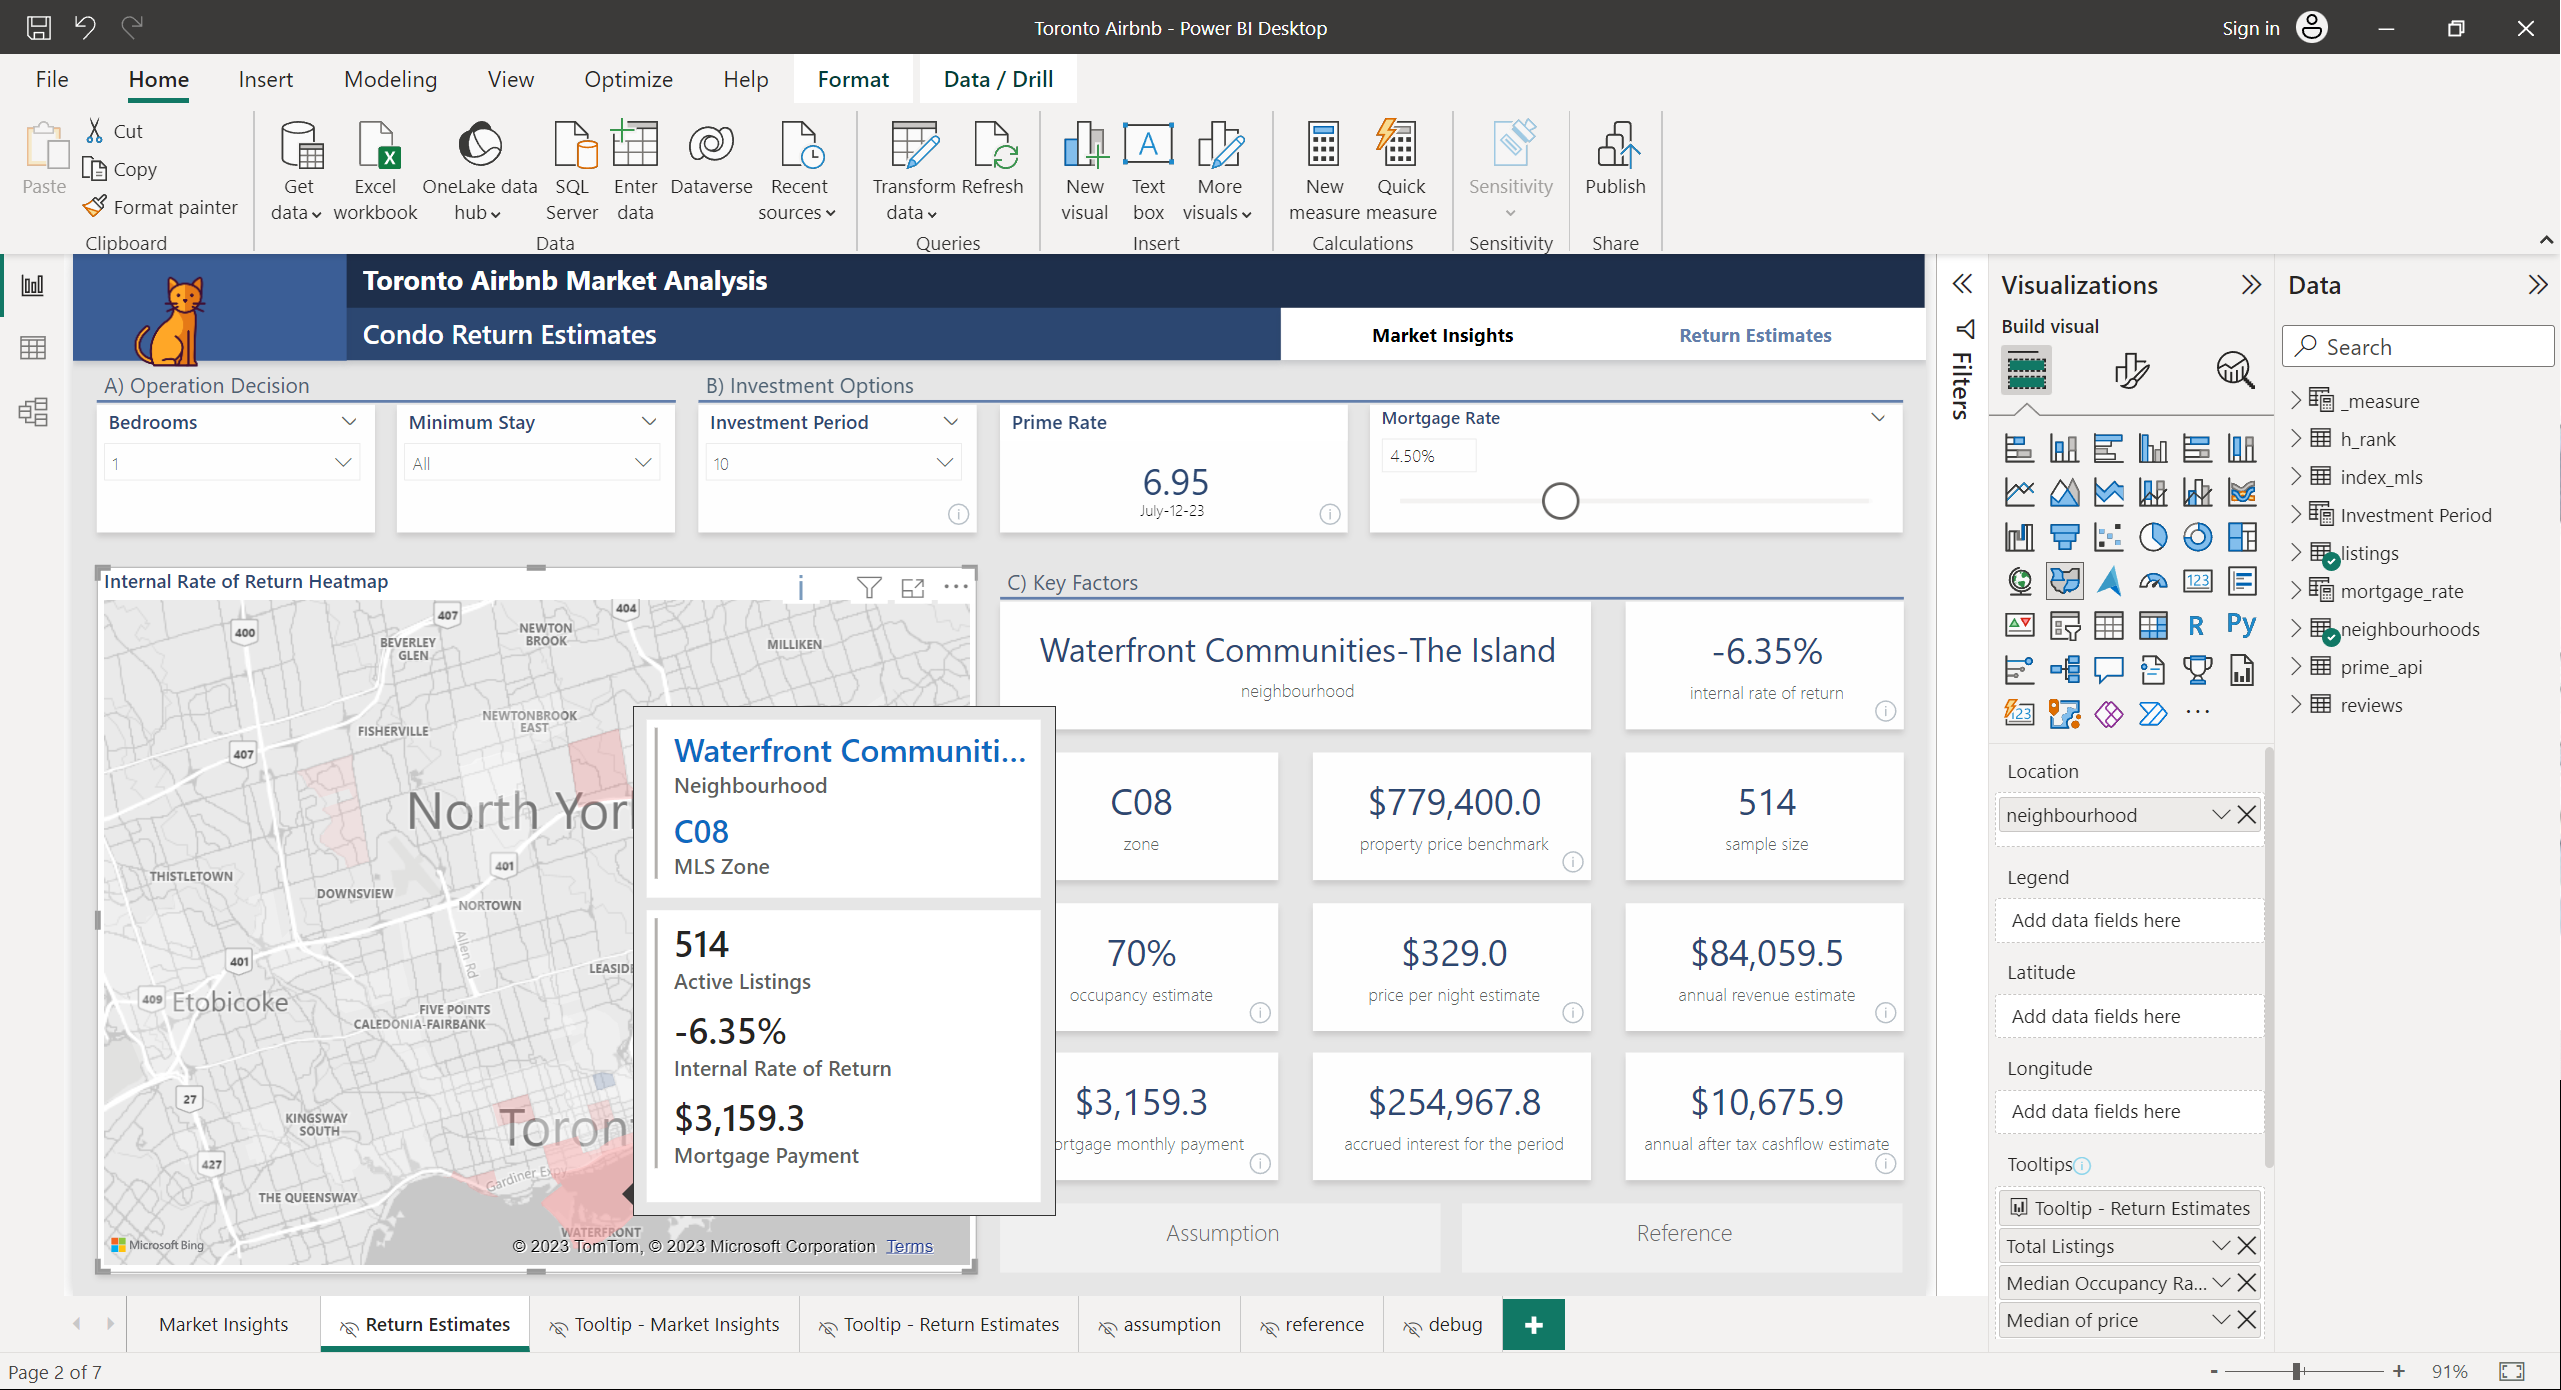 Toronto Airbnb - Power BI Desktop
Sign in
File Home Insert Modeling View Optimize Help Format Data / Drill
Paste
Cut
Copy
Format painter
Clipboard
Get data
Excel workbook
OneLake data hub
SQL Server
Enter data
Dataverse
Recent sources
Data
Transform data
Refresh
Queries
New visual
Text box
More visuals
Insert
New measure
Quick measure
Calculations
Sensitivity
Sensitivity
Publish
Share
Toronto Airbnb Market Analysis
Condo Return Estimates
Market Insights
Return Estimates
A) Operation Decision
Bedrooms
1
Minimum Stay
All
B) Investment Options
Investment Period
10
Prime Rate
6.95
July-12-23
Mortgage Rate
4.50%
Internal Rate of Return Heatmap
400
407
404
BEVERLEY GLEN
NEWTON BROOK
MILLIKEN
NEWTONBROOK EAST
FISHERVILLE
407
North Yor
401
THISTLETOWN
DOWNSVIEW
NORTOWN
Allen Rd
401
LEASID
409
Etobicoke
FIVE POINTS
CALEDONIA-FAIRBANK
27
KINGSWAY SOUTH
Toron
427
Gardiner Exp
THE QUEENSWAY
WATERFRONT
Microsoft Bing
© 2023 TomTom, © 2023 Microsoft Corporation Terms
Waterfront Communiti...
Neighbourhood
C08
MLS Zone
514
Active Listings
-6.35%
Internal Rate of Return
$3,159.3
Mortgage Payment
C) Key Factors
Waterfront Communities-The Island
neighbourhood
-6.35%
internal rate of return
C08
zone
$779,400.0
property price benchmark
514
sample size
70%
occupancy estimate
$329.0
price per night estimate
$84,059.5
annual revenue estimate
$3,159.3
ortgage monthly payment
$254,967.8
accrued interest for the period
$10,675.9
annual after tax cashflow estimate
Assumption
Reference
Filters
Visualizations
Build visual
123
R
Py
123
Location
neighbourhood
Legend
Add data fields here
Latitude
Add data fields here
Longitude
Add data fields here
Tooltips
Tooltip - Return Estimates
Total Listings
Median Occupancy Ra...
Median of price
Data
Search
_measure
h_rank
index_mls
Investment Period
listings
mortgage_rate
neighbourhoods
prime_api
reviews
Market Insights
Return Estimates
Tooltip - Market Insights
Tooltip - Return Estimates
assumption
reference
debug
Page 2 of 7
91%